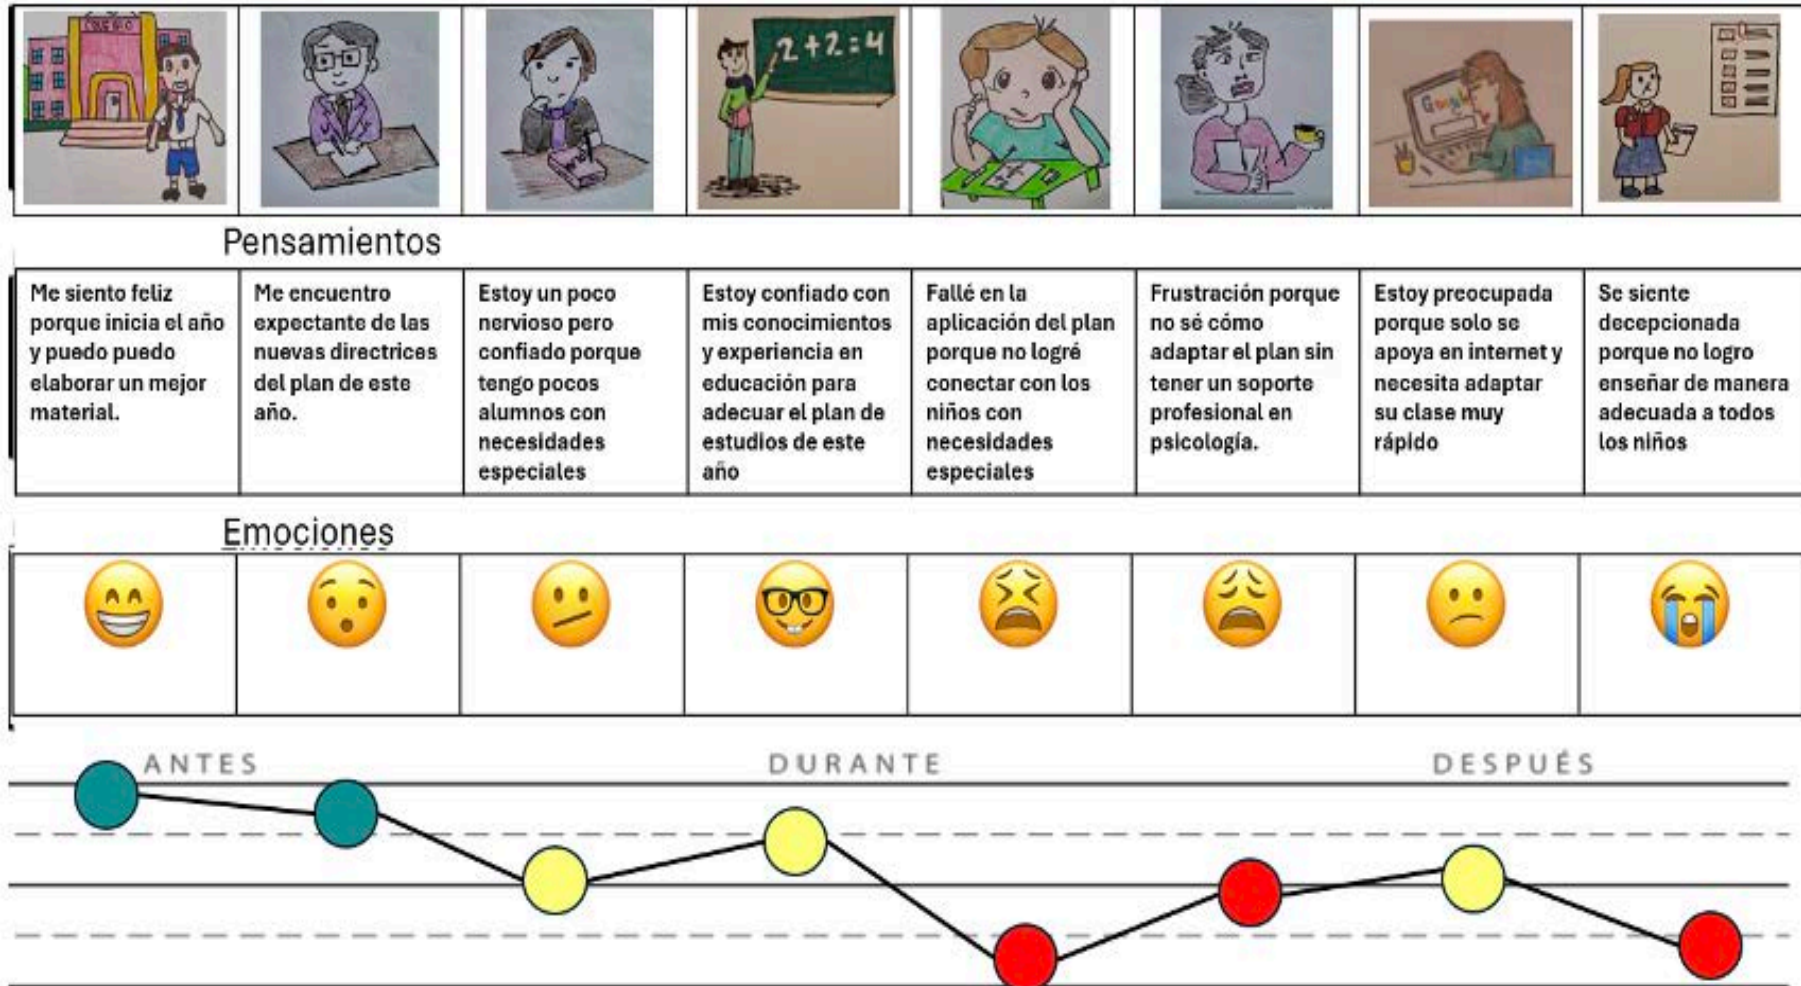 COLEGIO
2+2=4
Google
Pensamientos
Me siento feliz
porque inicia el año
y puedo puedo
elaborar un mejor
material.
Me encuentro
expectante de las
nuevas directrices
del plan de este
año.
Estoy un poco
nervioso pero
confiado porque
tengo pocos
alumnos con
necesidades
especiales
Estoy confiado con
mis conocimientos
y experiencia en
educación para
adecuar el plan de
estudios de este
año
Fallé en la
aplicación del plan
porque no logré
conectar con los
niños con
necesidades
especiales
Frustración porque
no sé cómo
adaptar el plan sin
tener un soporte
profesional en
psicología.
Estoy preocupada
porque solo se
apoya en internet y
necesita adaptar
su clase muy
rápido
Se siente
decepcionada
porque no logro
enseñar de manera
adecuada a todos
los niños
Emociones
ANTES
DURANTE
DESPUÉS